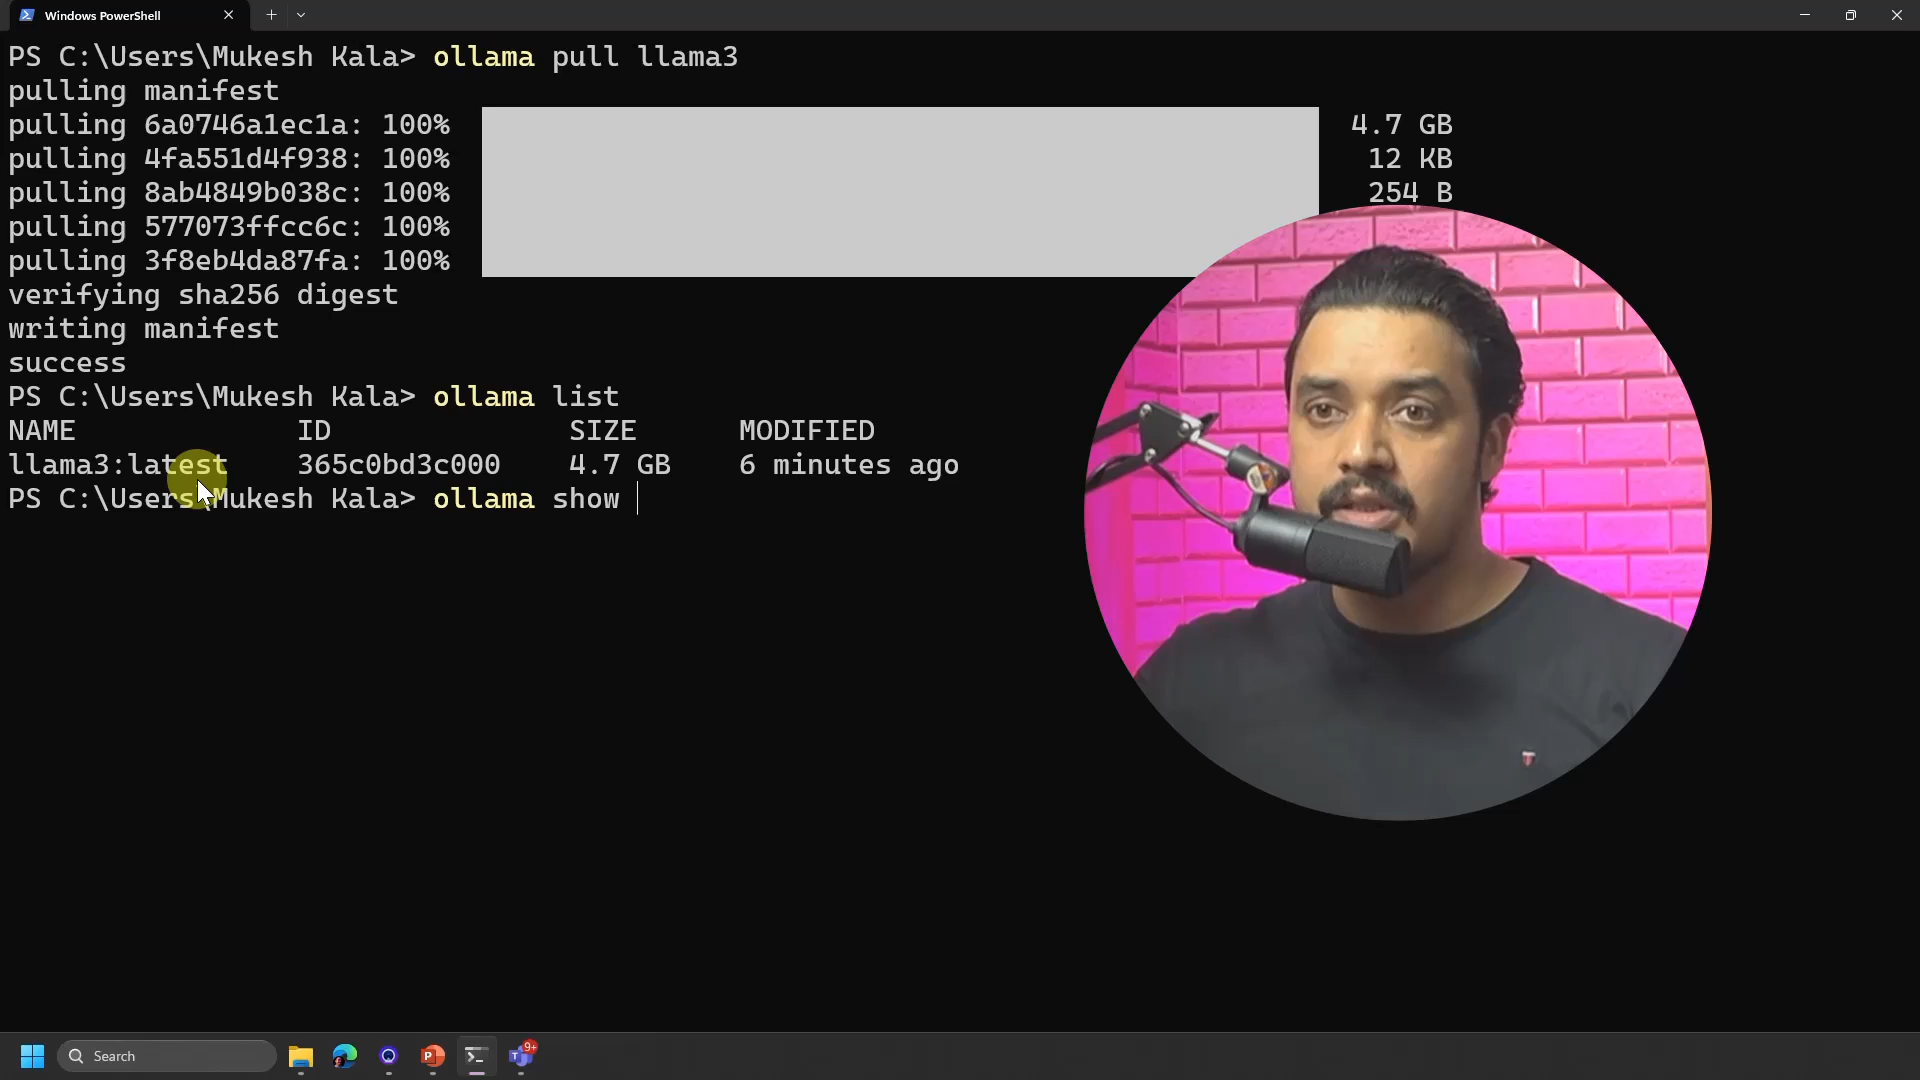 Windows PowerShell
PS C:\Users\Mukesh Kala> ollama pull llama3
pulling manifest
pulling 6a0746a1ec1a: 100% 4.7 GB
pulling 4fa551d4f938: 100% 12 KB
pulling 8ab4849b038c: 100% 254 B
pulling 577073ffcc6c: 100%
pulling 3f8eb4da87fa: 100%
verifying sha256 digest
writing manifest
success
PS C:\Users\Mukesh Kala> ollama list
NAME ID SIZE MODIFIED
llama3:latest 365c0bd3c000 4.7 GB 6 minutes ago
PS C:\Users\Mukesh Kala> ollama show
Search
P
T
9+